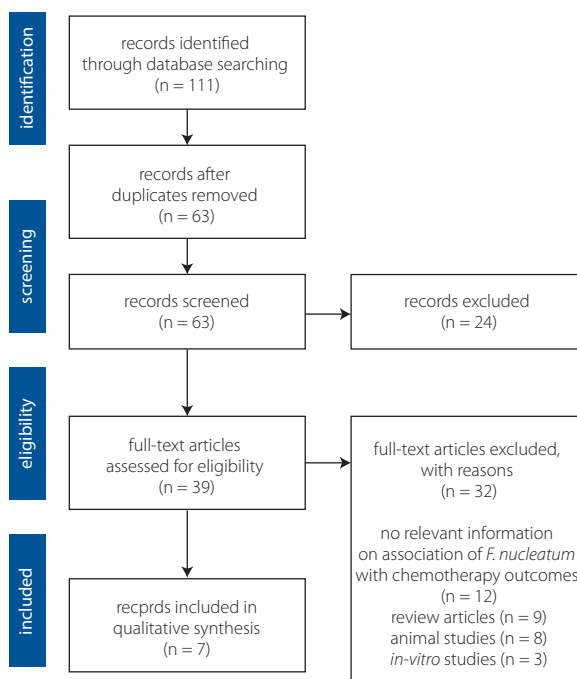 identification
records identified
through database searching
(n = 111)
records after
duplicates removed
(n = 63)
screening
records screened
(n = 63)
records excluded
(n = 24)
eligibility
full-text articles
assessed for eligibility
(n = 39)
full-text articles excluded,
with reasons
(n = 32)
no relevant information
on association of F. nucleatum
with chemotherapy outcomes
(n = 12)
review articles (n = 9)
animal studies (n = 8)
in-vitro studies (n = 3)
included
recprds included in
qualitative synthesis
(n = 7)